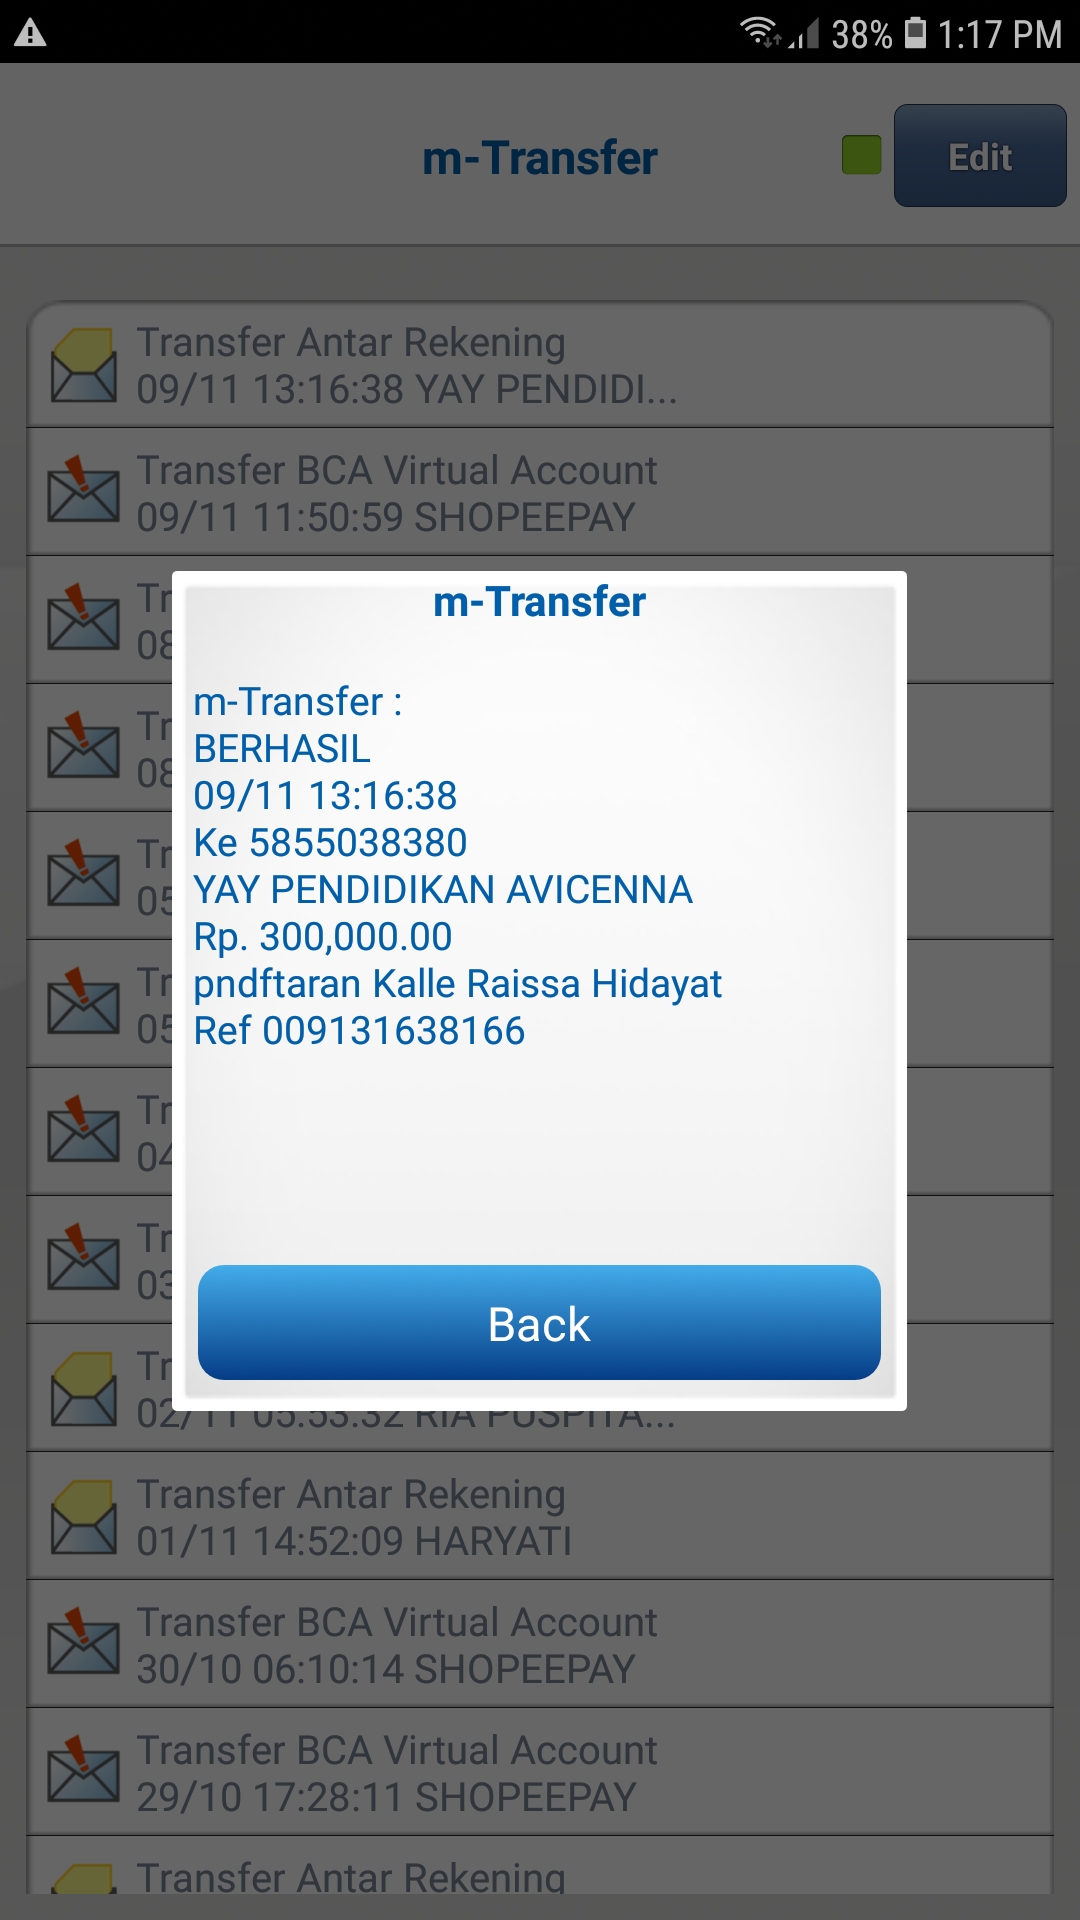 38% 1:17 PM
m-Transfer
Edit
Transfer Antar Rekening
09/11 13:16:38 YAY PENDIDI...
Transfer BCA Virtual Account
09/11 11:50:59 SHOPEEPAY
m-Transfer
m-Transfer :
BERHASIL
09/11 13:16:38
Ke 5855038380
YAY PENDIDIKAN AVICENNA
Rp. 300,000.00
pndftaran Kalle Raissa Hidayat
Ref 009131638166
Back
Tr
08
Tr
08
Tr
05
Tr
05
Tr
04
Tr
03
Tr
02/11 05:53:32 RIA PUSPITA...
Transfer Antar Rekening
01/11 14:52:09 HARYATI
Transfer BCA Virtual Account
30/10 06:10:14 SHOPEEPAY
Transfer BCA Virtual Account
29/10 17:28:11 SHOPEEPAY
Transfer Antar Rekening